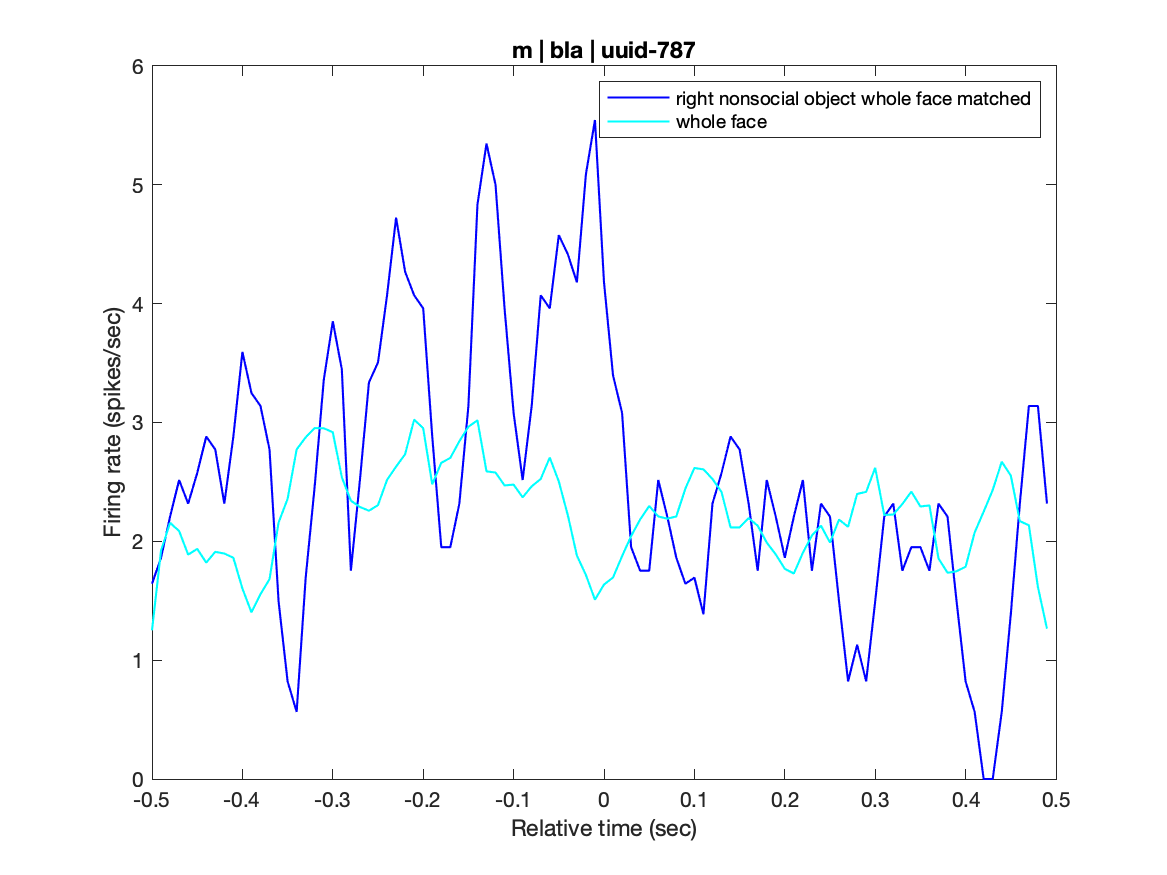 m | bla | uuid-787
right nonsocial object whole face matched
whole face
Firing rate (spikes/sec)
6
5
4
3
2
1
0
-0.5 -0.4 -0.3 -0.2 -0.1 0 0.1 0.2 0.3 0.4 0.5
Relative time (sec)